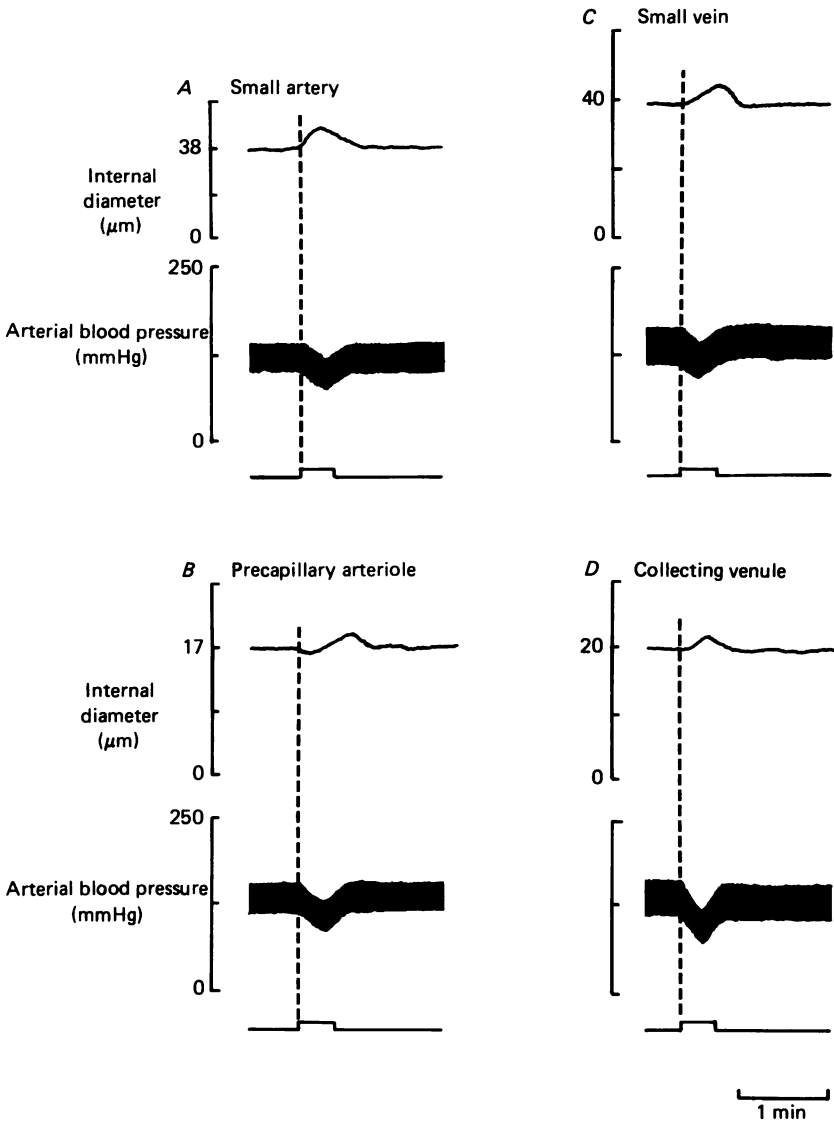 A Small artery
38
Internal
diameter
(μm)
0
250
Arterial blood pressure
(mmHg)
0
C Small vein
40
0
B Precapillary arteriole
17
Internal
diameter
(μm)
0
250
Arterial blood pressure
(mmHg)
0
D Collecting venule
20
0
1 min